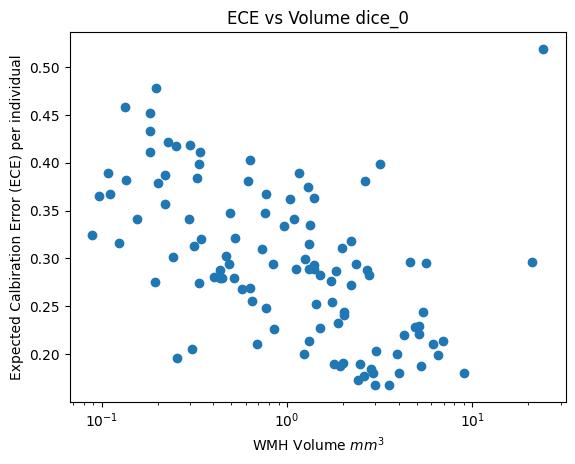 ECE vs Volume dice_0
Expected Calbiration Error (ECE) per individual
0.50
0.45
0.40
0.35
0.30
0.25
0.20
10⁻¹ 10⁰ 10¹
WMH Volume mm³